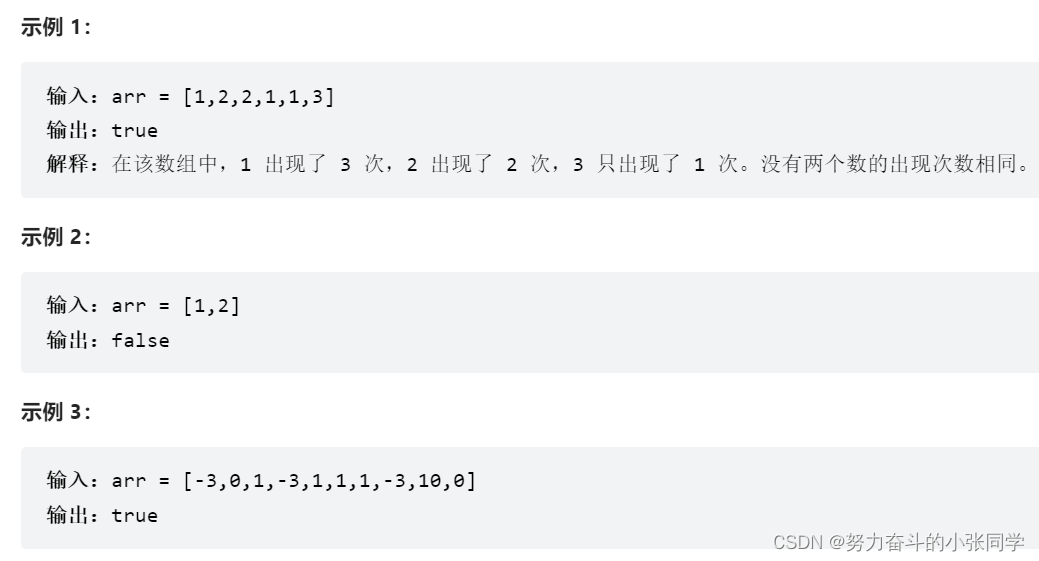 示例 1：
输入：arr = [1,2,2,1,1,3]
输出：true
解释：在该数组中，1 出现了 3 次，2 出现了 2 次，3 只出现了 1 次。没有两个数的出现次数相同。
示例 2：
输入：arr = [1,2]
输出：false
示例 3：
输入：arr = [-3,0,1,-3,1,1,1,-3,10,0]
输出：true
CSDN @努力奋斗的小张同学